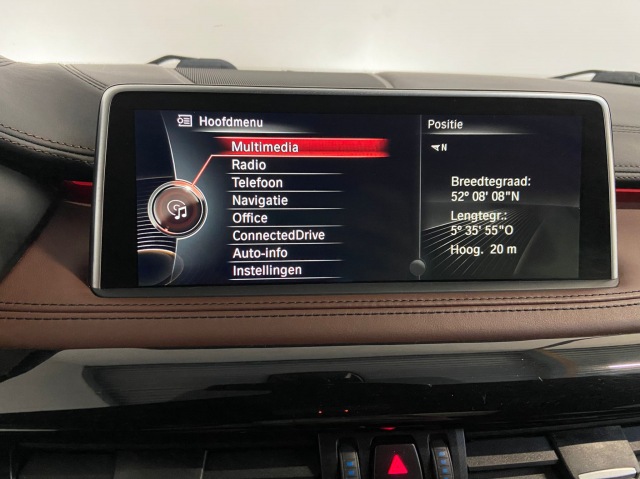 Hoofdmenu
Multimedia
Radio
Telefoon
Navigatie
Office
ConnectedDrive
Auto-info
Instellingen
Positie
N
Breedtegraad:
52° 08' 08"N
Lengtegr.:
5° 35' 55"O
Hoog. 20 m